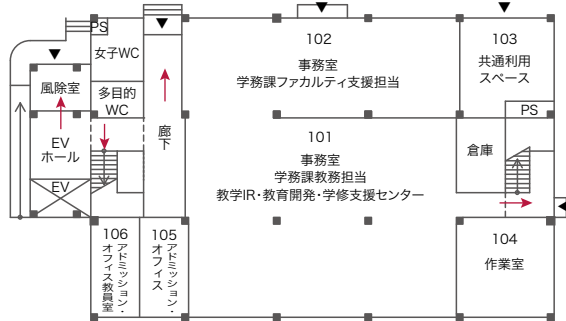 PS
女子WC
102
事務室
学務課ファカルティ支援担当
103
共通利用
スペース
風除室
多目的
WC
PS
EV
ホール
廊下
101
事務室
学務課教務担当
教学IR・教育開発・学修支援センター
倉庫
EV
106
アドミッション・
オフィス教員室
105
アドミッション・
オフィス
104
作業室